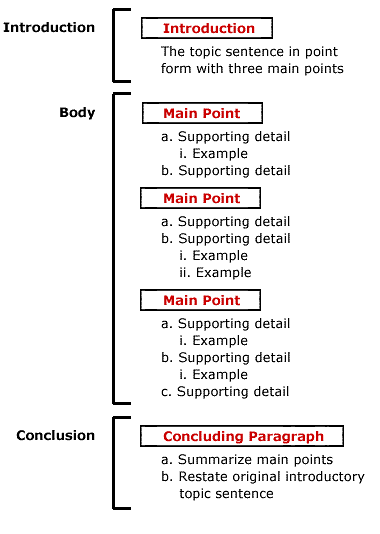 Introduction
Introduction
The topic sentence in point
form with three main points
Body
Main Point
a. Supporting detail
i. Example
b. Supporting detail
Main Point
a. Supporting detail
b. Supporting detail
i. Example
ii. Example
Main Point
a. Supporting detail
i. Example
b. Supporting detail
i. Example
c. Supporting detail
Conclusion
Concluding Paragraph
a. Summarize main points
b. Restate original introductory
topic sentence